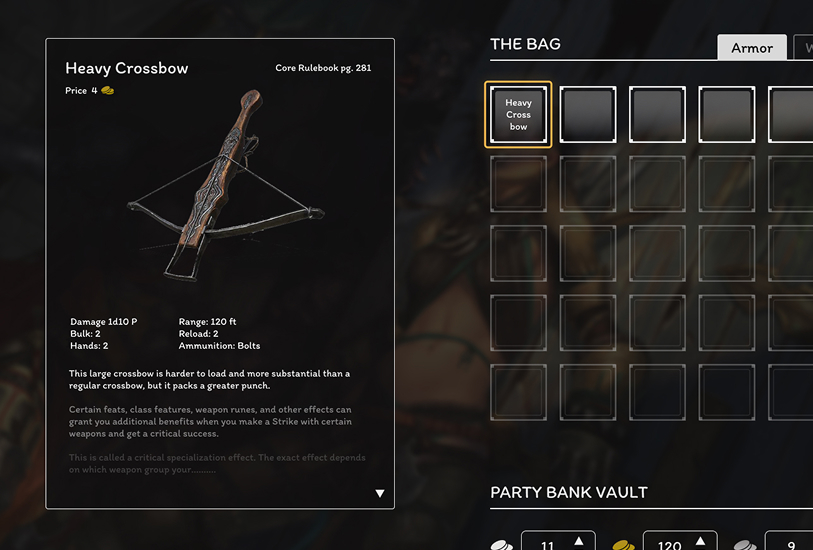 Heavy Crossbow
Core Rulebook pg. 281
Price 4
Damage 1d10 P
Bulk: 2
Hands: 2
Range: 120 ft
Reload: 2
Ammunition: Bolts
This large crossbow is harder to load and more substantial than a
regular crossbow, but it packs a greater punch.
Certain feats, class features, weapon runes, and other effects can
grant you additional benefits when you make a Strike with certain
weapons and get a critical success.
This is called a critical specialization effect. The exact effect depends
on which weapon group your..........
THE BAG
Armor
Heavy
Cross
bow
PARTY BANK VAULT
11
120
9